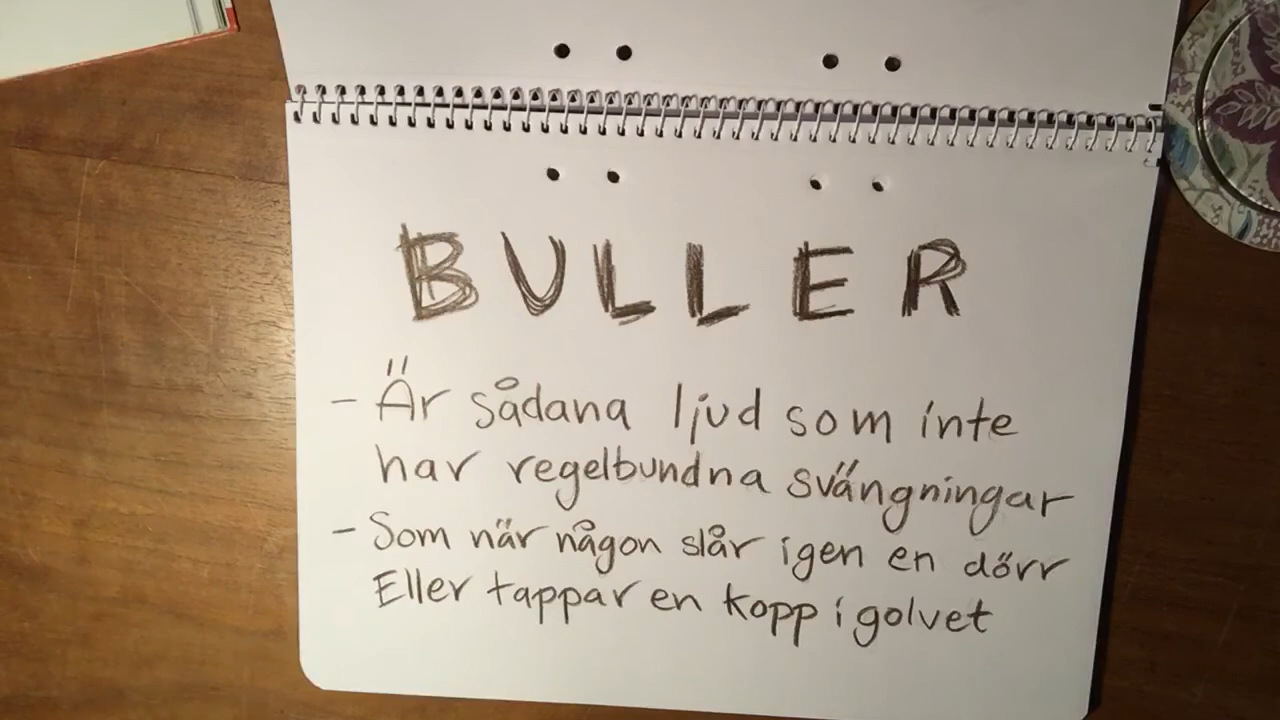 BULLER
- Är sådana ljud som inte
har regelbundna svängningar
- Som när någon slår igen en dörr
Eller tappar en kopp i golvet